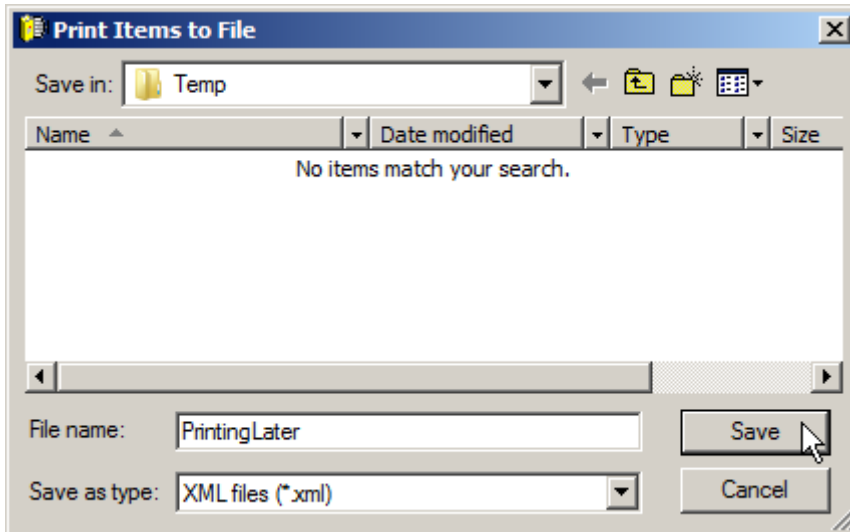 Print Items to File
Save in: Temp
Name Date modified Type Size
No items match your search.
File name: PrintingLater Save
Save as type: XML files (*.xml) Cancel